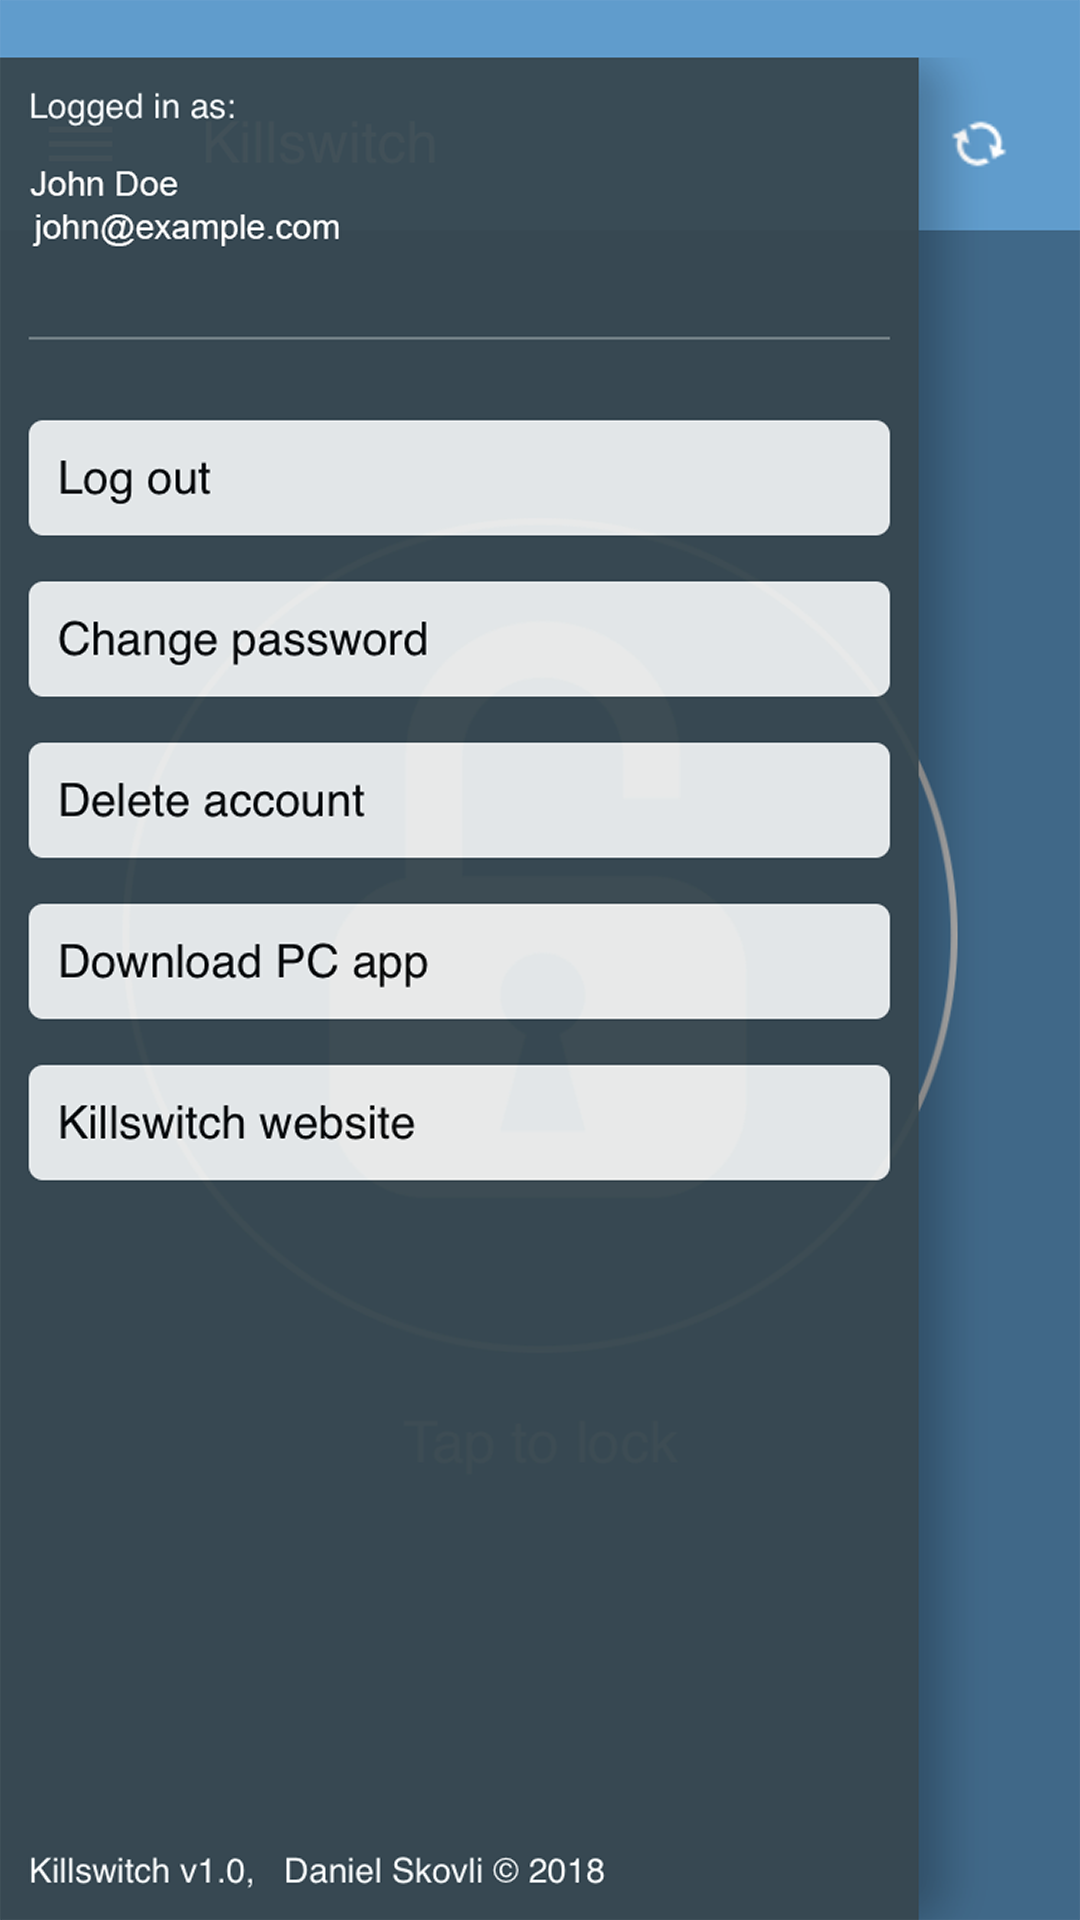 Logged in as:
Killswitch
John Doe
john@example.com
Log out
Change password
Delete account
Download PC app
Killswitch website
Tap to lock
Killswitch v1.0, Daniel Skovli © 2018